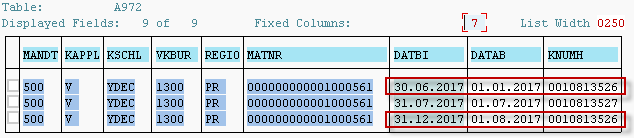 Table: A972
Displayed Fields: 9 of 9 Fixed Columns: 7 List Width 0250
MANDT KAPPL KSCHL VKBUR REGIO MATNR DATBI DATAB KNUMH
500 V YDEC 1300 PR 000000000001000561 30.06.2017 01.01.2017 0010813526
500 V YDEC 1300 PR 000000000001000561 31.07.2017 01.07.2017 0010813527
500 V YDEC 1300 PR 000000000001000561 31.12.2017 01.08.2017 0010813526